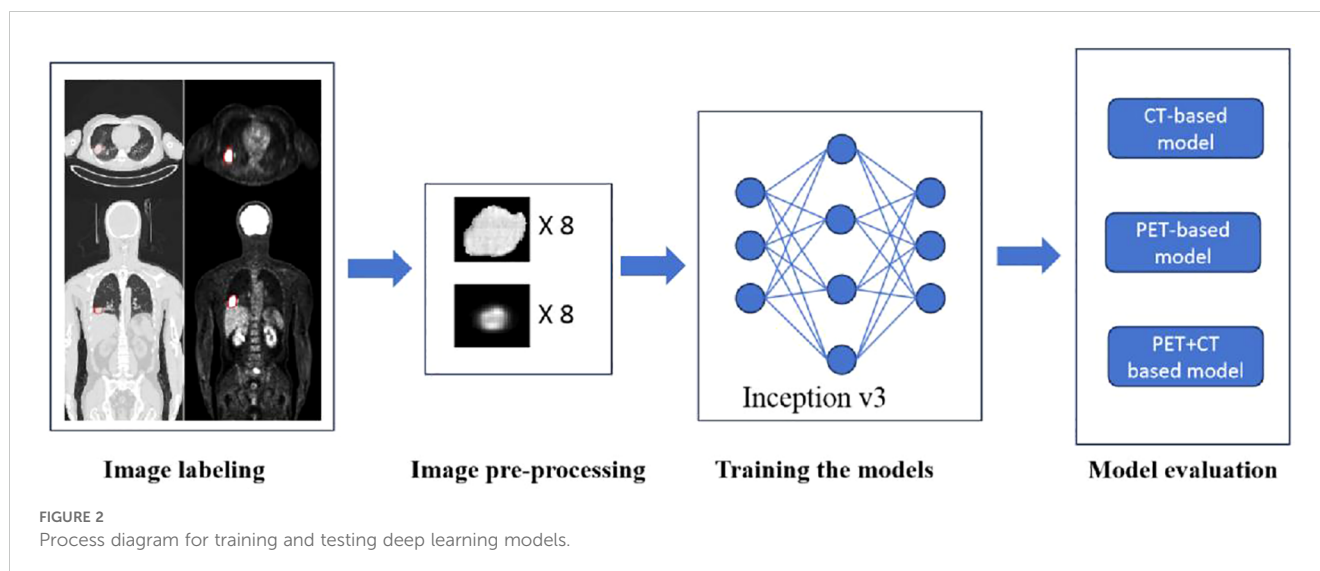 X 8
X 8
Inception v3
CT-based
model
PET-based
model
PET+CT
based model
Image labeling
Image pre-processing
Training the models
Model evaluation
FIGURE 2
Process diagram for training and testing deep learning models.